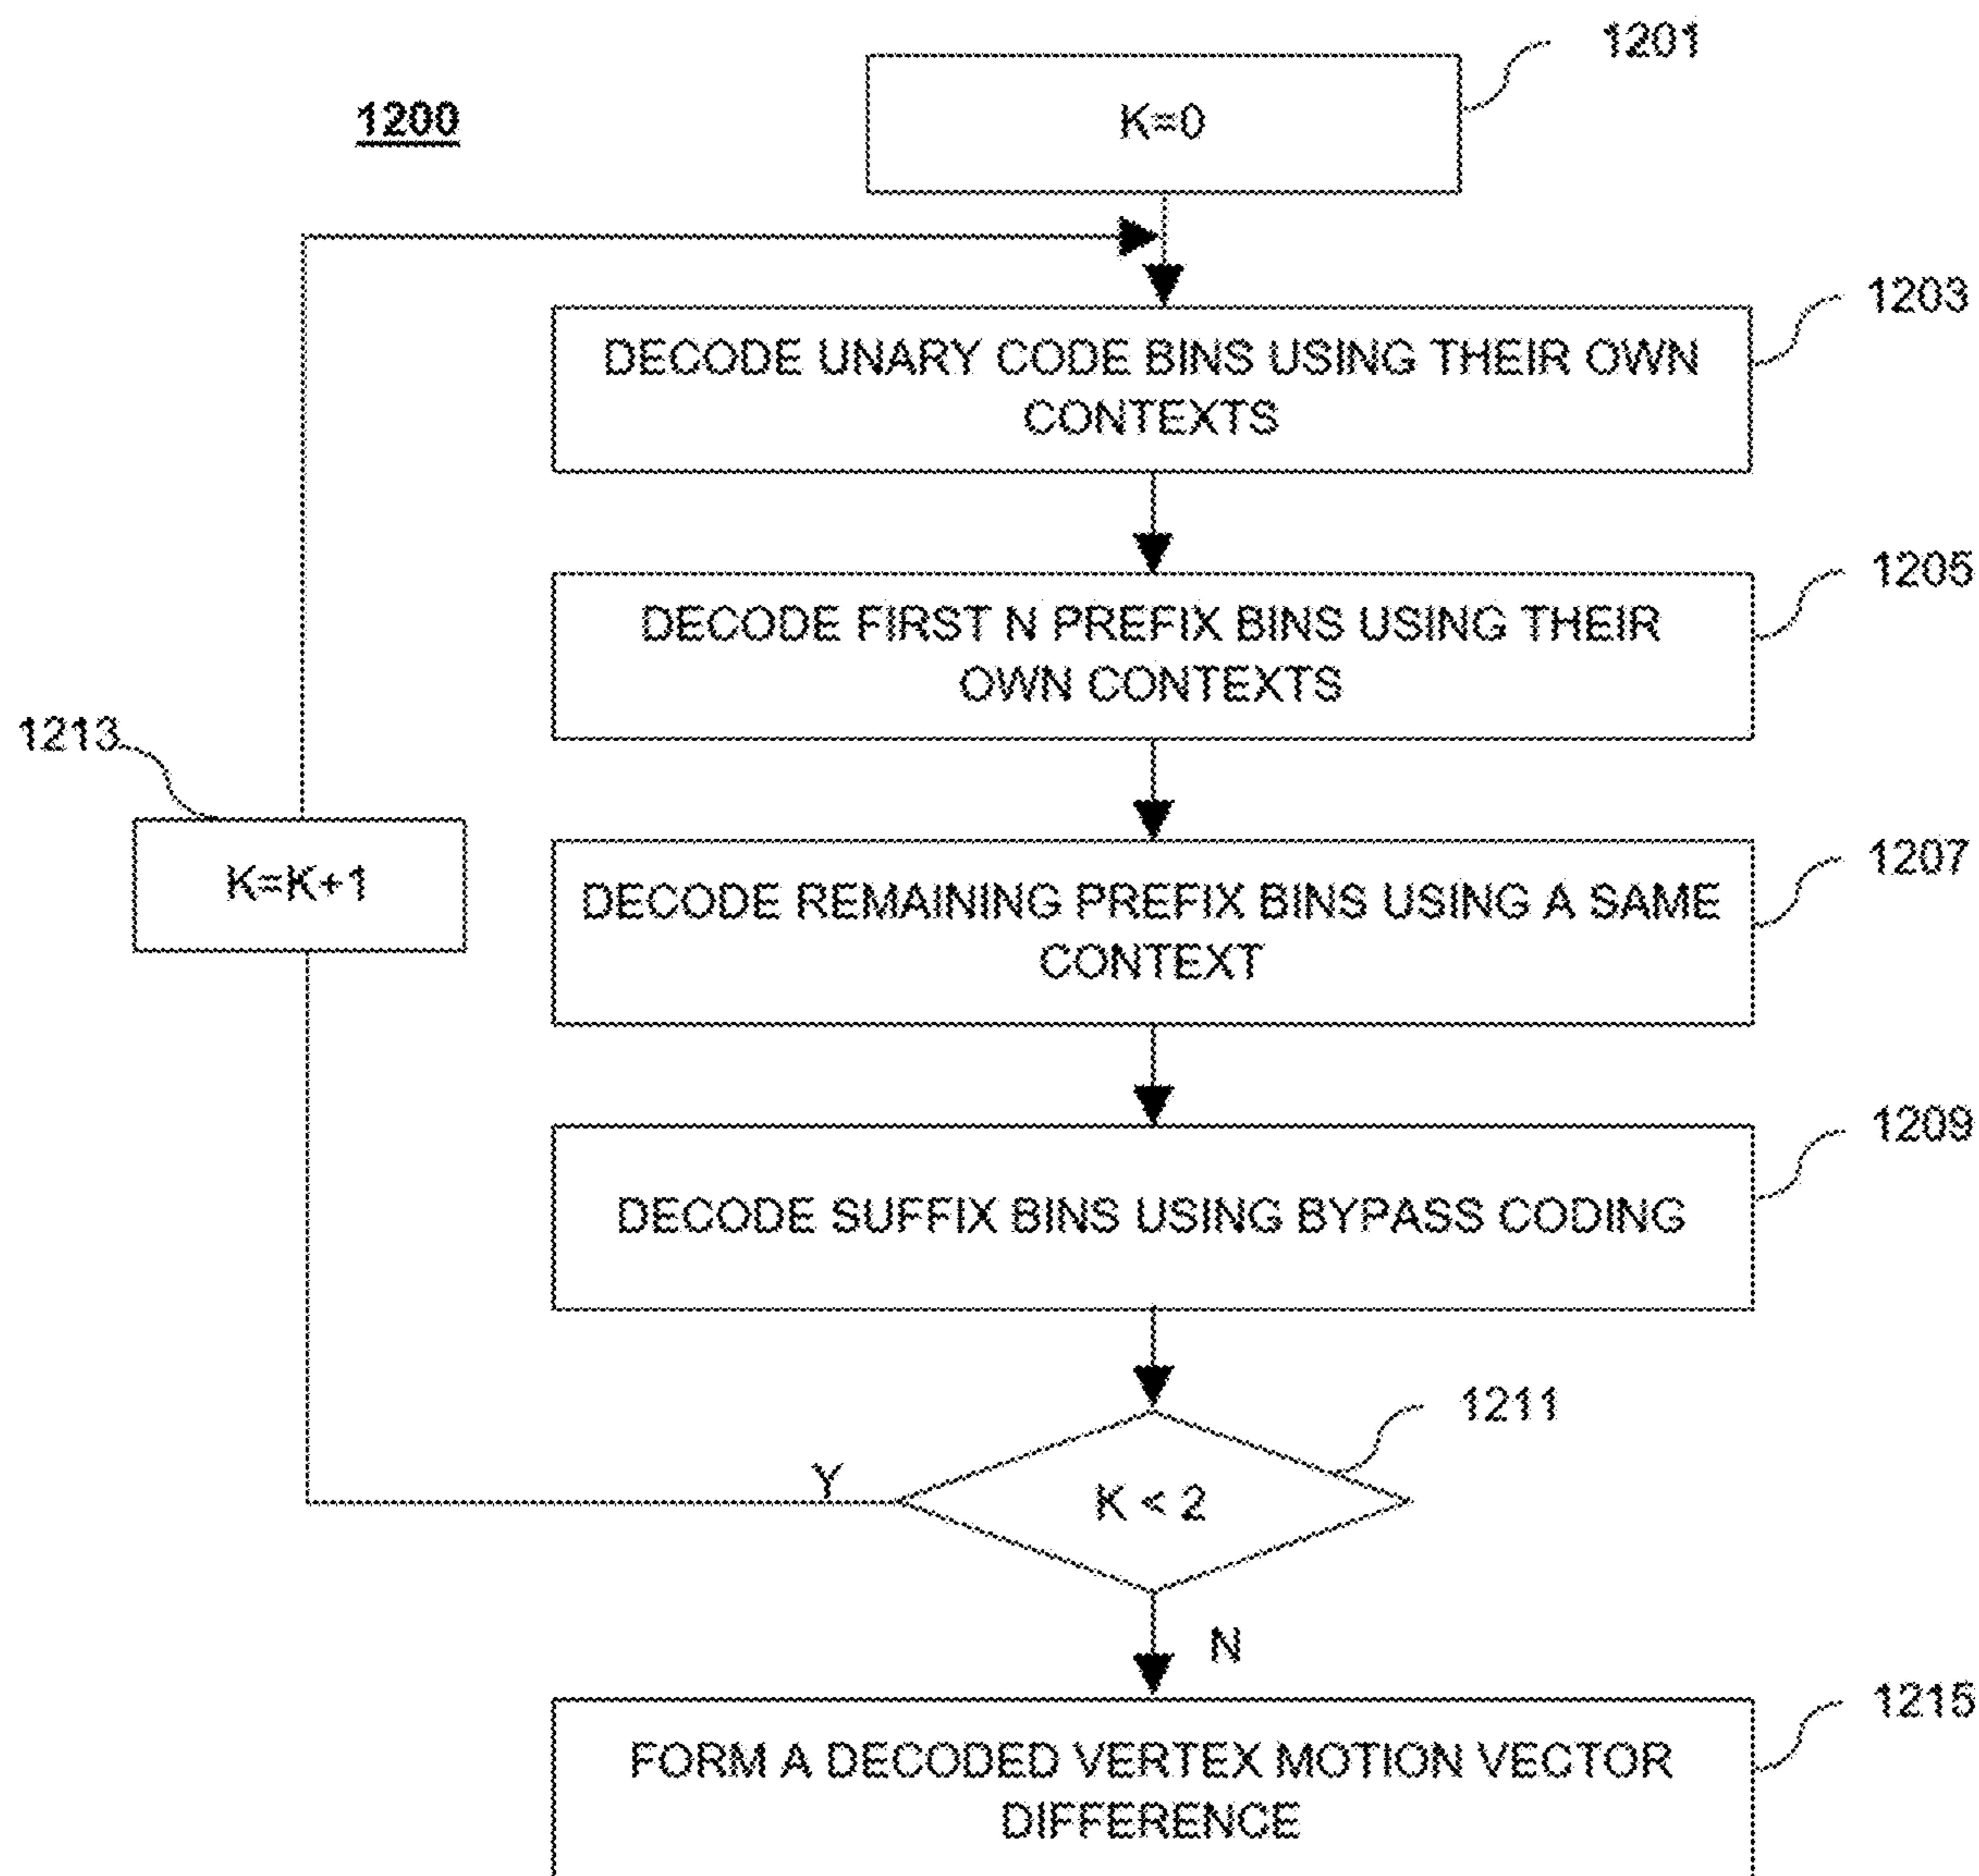 1201
1200
K=0
1203
DECODE UNARY CODE BINS USING THEIR OWN
CONTEXTS
1205
DECODE FIRST N PREFIX BINS USING THEIR
OWN CONTEXTS
1213
1207
K=K+1
DECODE REMAINING PREFIX BINS USING A SAME
CONTEXT
1209
DECODE SUFFIX BINS USING BYPASS CODING
1211
Y
K < 2
N
1215
FORM A DECODED VERTEX MOTION VECTOR
DIFFERENCE